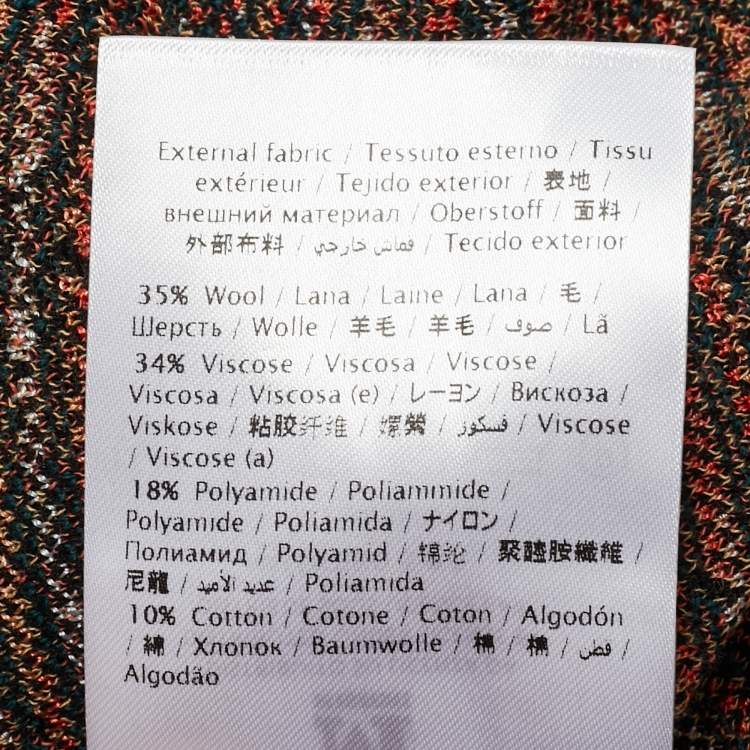 External fabric / Tessuto esterno / Tissu
extérieur / Tejido exterior / 表地 /
внешний материал / Oberstoff / 面料 /
外部布料 / قماش خارجي / Tecido exterior
35% Wool / Lana / Laine / Lana / 毛 /
Шерсть / Wolle / 羊毛 / 羊毛 / صوف / Lã
34% Viscose / Viscosa / Viscose /
Viscosa / Viscosa (e) / レーヨン / Вискоза /
Viskose / 粘胶纤维 / 嫘縈 / فسكوز / Viscose
/ Viscose (a)
18% Polyamide / Poliammide /
Polyamide / Poliamida / ナイロン /
Полиамид / Polyamid / 锦纶 / 聚醯胺纖維 /
尼龍 / عديد الأميد / Poliamida
10% Cotton / Cotone / Coton / Algodón
/ 綿 / Хлопок / Baumwolle / 棉 / 棉 / قطن /
Algodão